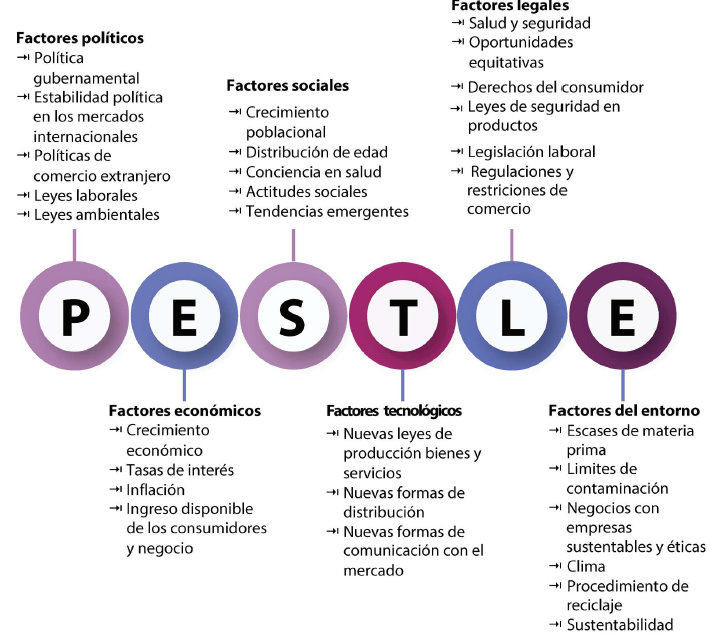 Factores políticos
Política
gubernamental
Estabilidad política
en los mercados
internacionales
Políticas de
comercio extranjero
Leyes laborales
Leyes ambientales
Factores sociales
Crecimiento
poblacional
Distribución de edad
Conciencia en salud
Actitudes sociales
Tendencias emergentes
Factores legales
Salud y seguridad
Oportunidades
equitativas
Derechos del consumidor
Leyes de seguridad en
productos
Legislación laboral
Regulaciones y
restriciones de
comercio
P E S T L E
Factores económicos
Crecimiento
económico
Tasas de interés
Inflación
Ingreso disponible
de los consumidores
y negocio
Factores tecnológicos
Nuevas leyes de
producción bienes y
servicios
Nuevas formas de
distribución
Nuevas formas de
comunicación con el
mercado
Factores del entorno
Escases de materia
prima
Limites de
contaminación
Negocios con
empresas
sustentables y éticas
Clima
Procedimiento de
reciclaje
Sustentabilidad